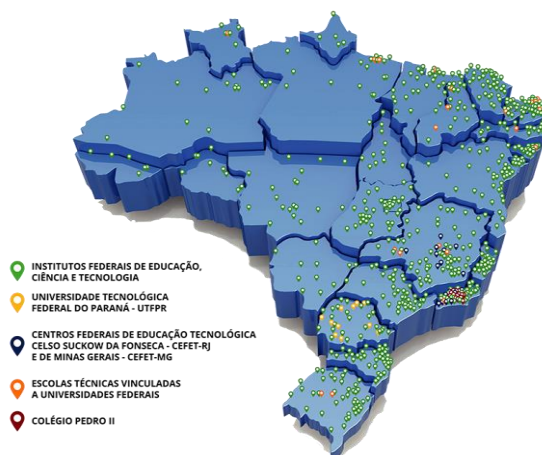 INSTITUTOS FEDERAIS DE EDUCAÇÃO,
CIÊNCIA E TECNOLOGIA
UNIVERSIDADE TECNOLÓGICA
FEDERAL DO PARANÁ - UTFPR
CENTROS FEDERAIS DE EDUCAÇÃO TECNOLÓGICA
CELSO SUCKOW DA FONSECA - CEFET-RJ
E DE MINAS GERAIS - CEFET-MG
ESCOLAS TÉCNICAS VINCULADAS
A UNIVERSIDADES FEDERAIS
COLÉGIO PEDRO II